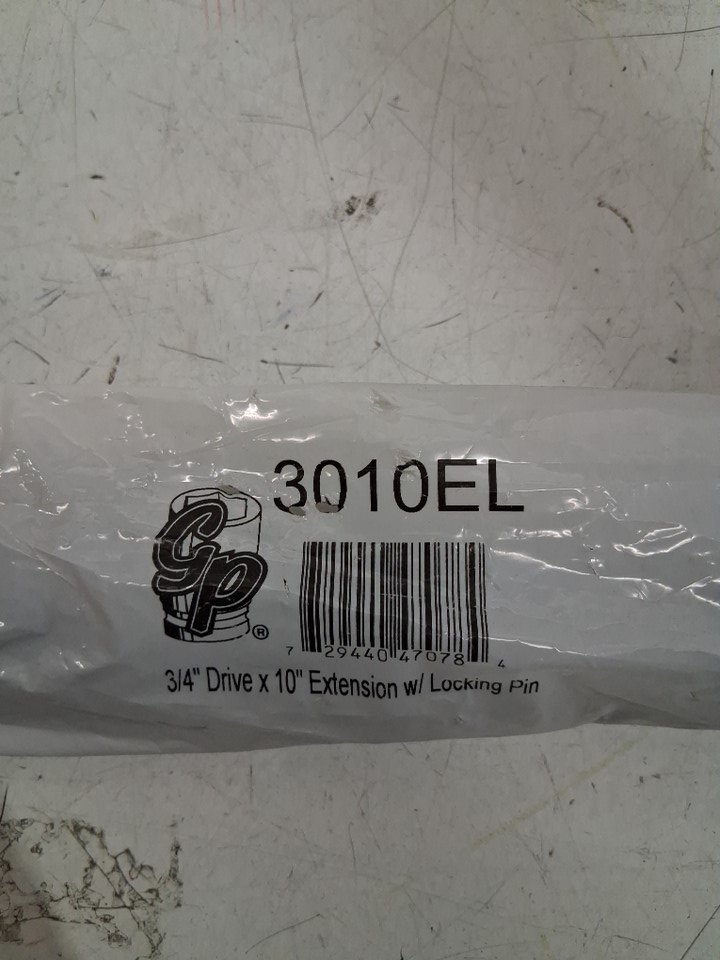 3010EL
Gp
®
7 29440 47078 4
3/4" Drive x 10" Extension w/ Locking Pin